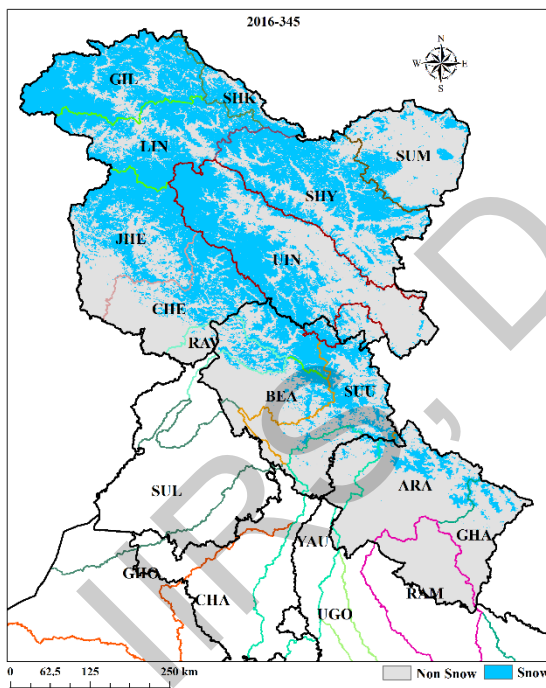 2016-345
N
W E
S
GIL
SHK
LIN
SUM
SHY
JHE
UIN
CHE
RAV
BEA
SUU
SUL
ARA
GHA
YAU
GHO
CHA
UGO
RAM
IIRS, D
0 62.5 125 250 km
Non Snow Snow